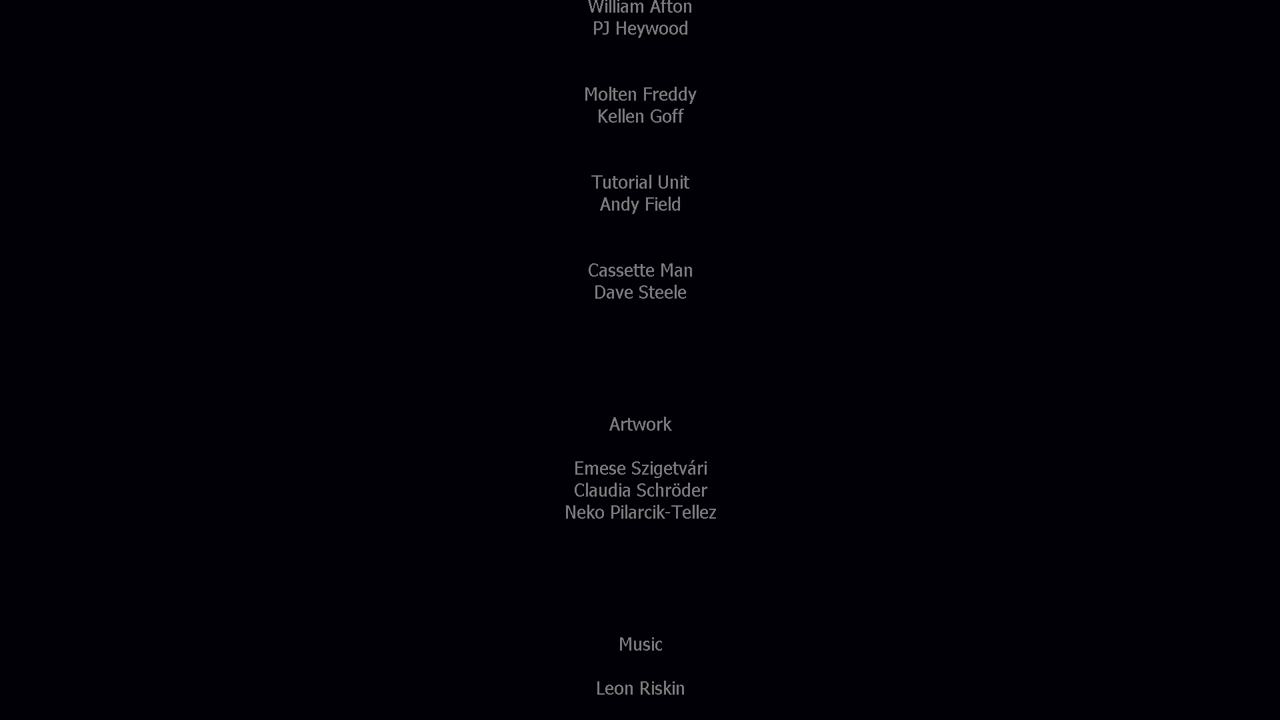 William Afton
PJ Heywood
Molten Freddy
Kellen Goff
Tutorial Unit
Andy Field
Cassette Man
Dave Steele
Artwork
Emese Szigetvári
Claudia Schröder
Neko Pilarcik-Tellez
Music
Leon Riskin